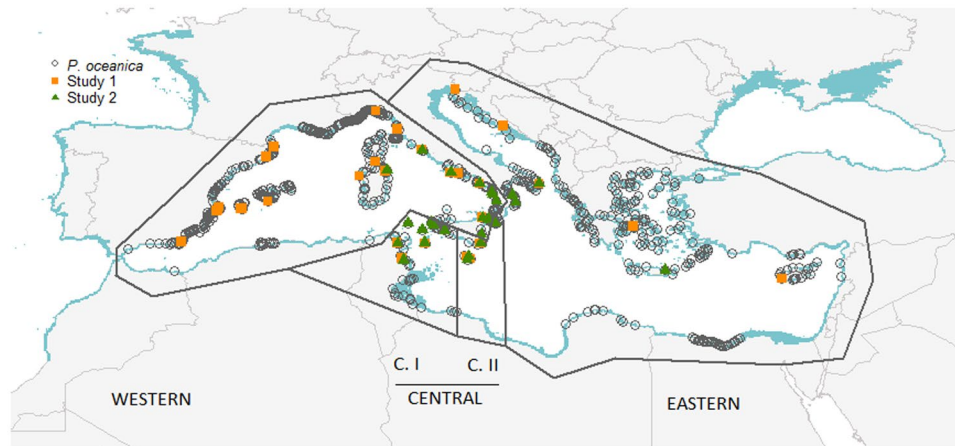 P. oceanica
Study 1
Study 2
C. I
C. II
WESTERN
CENTRAL
EASTERN